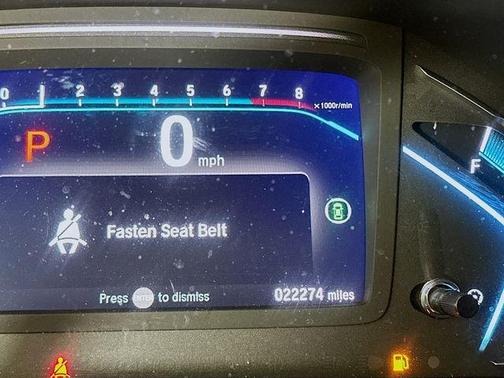 0 1 2 3 4 5 6 7 8 ×1000r/min
P 0 mph
F
Fasten Seat Belt
Press ENTER to dismiss 022274 miles